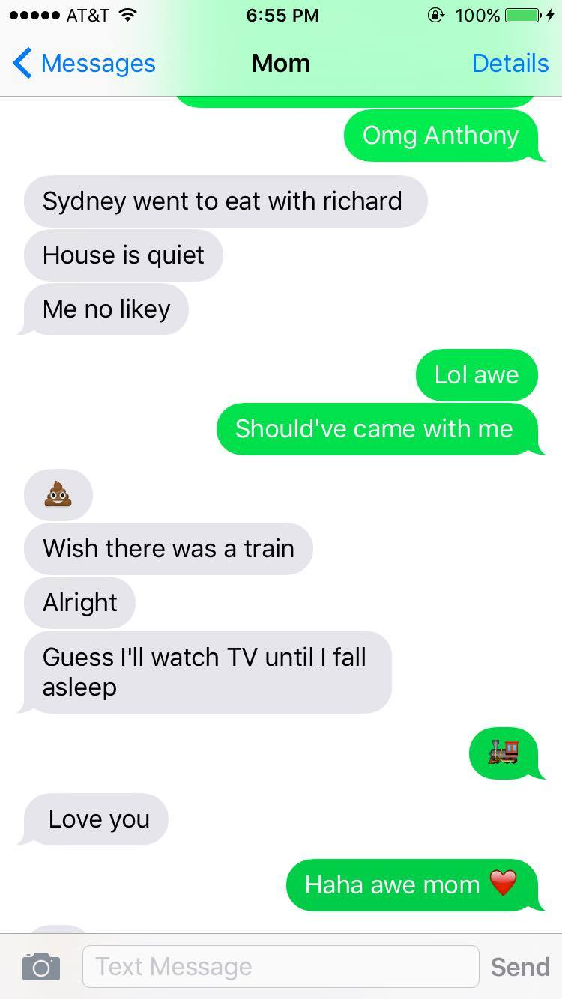 AT&T 6:55 PM 100%
Messages Mom Details
Omg Anthony
Sydney went to eat with richard
House is quiet
Me no likey
Lol awe
Should've came with me
💩
Wish there was a train
Alright
Guess I'll watch TV until I fall
asleep
🚂
Love you
Haha awe mom ❤️
Text Message Send